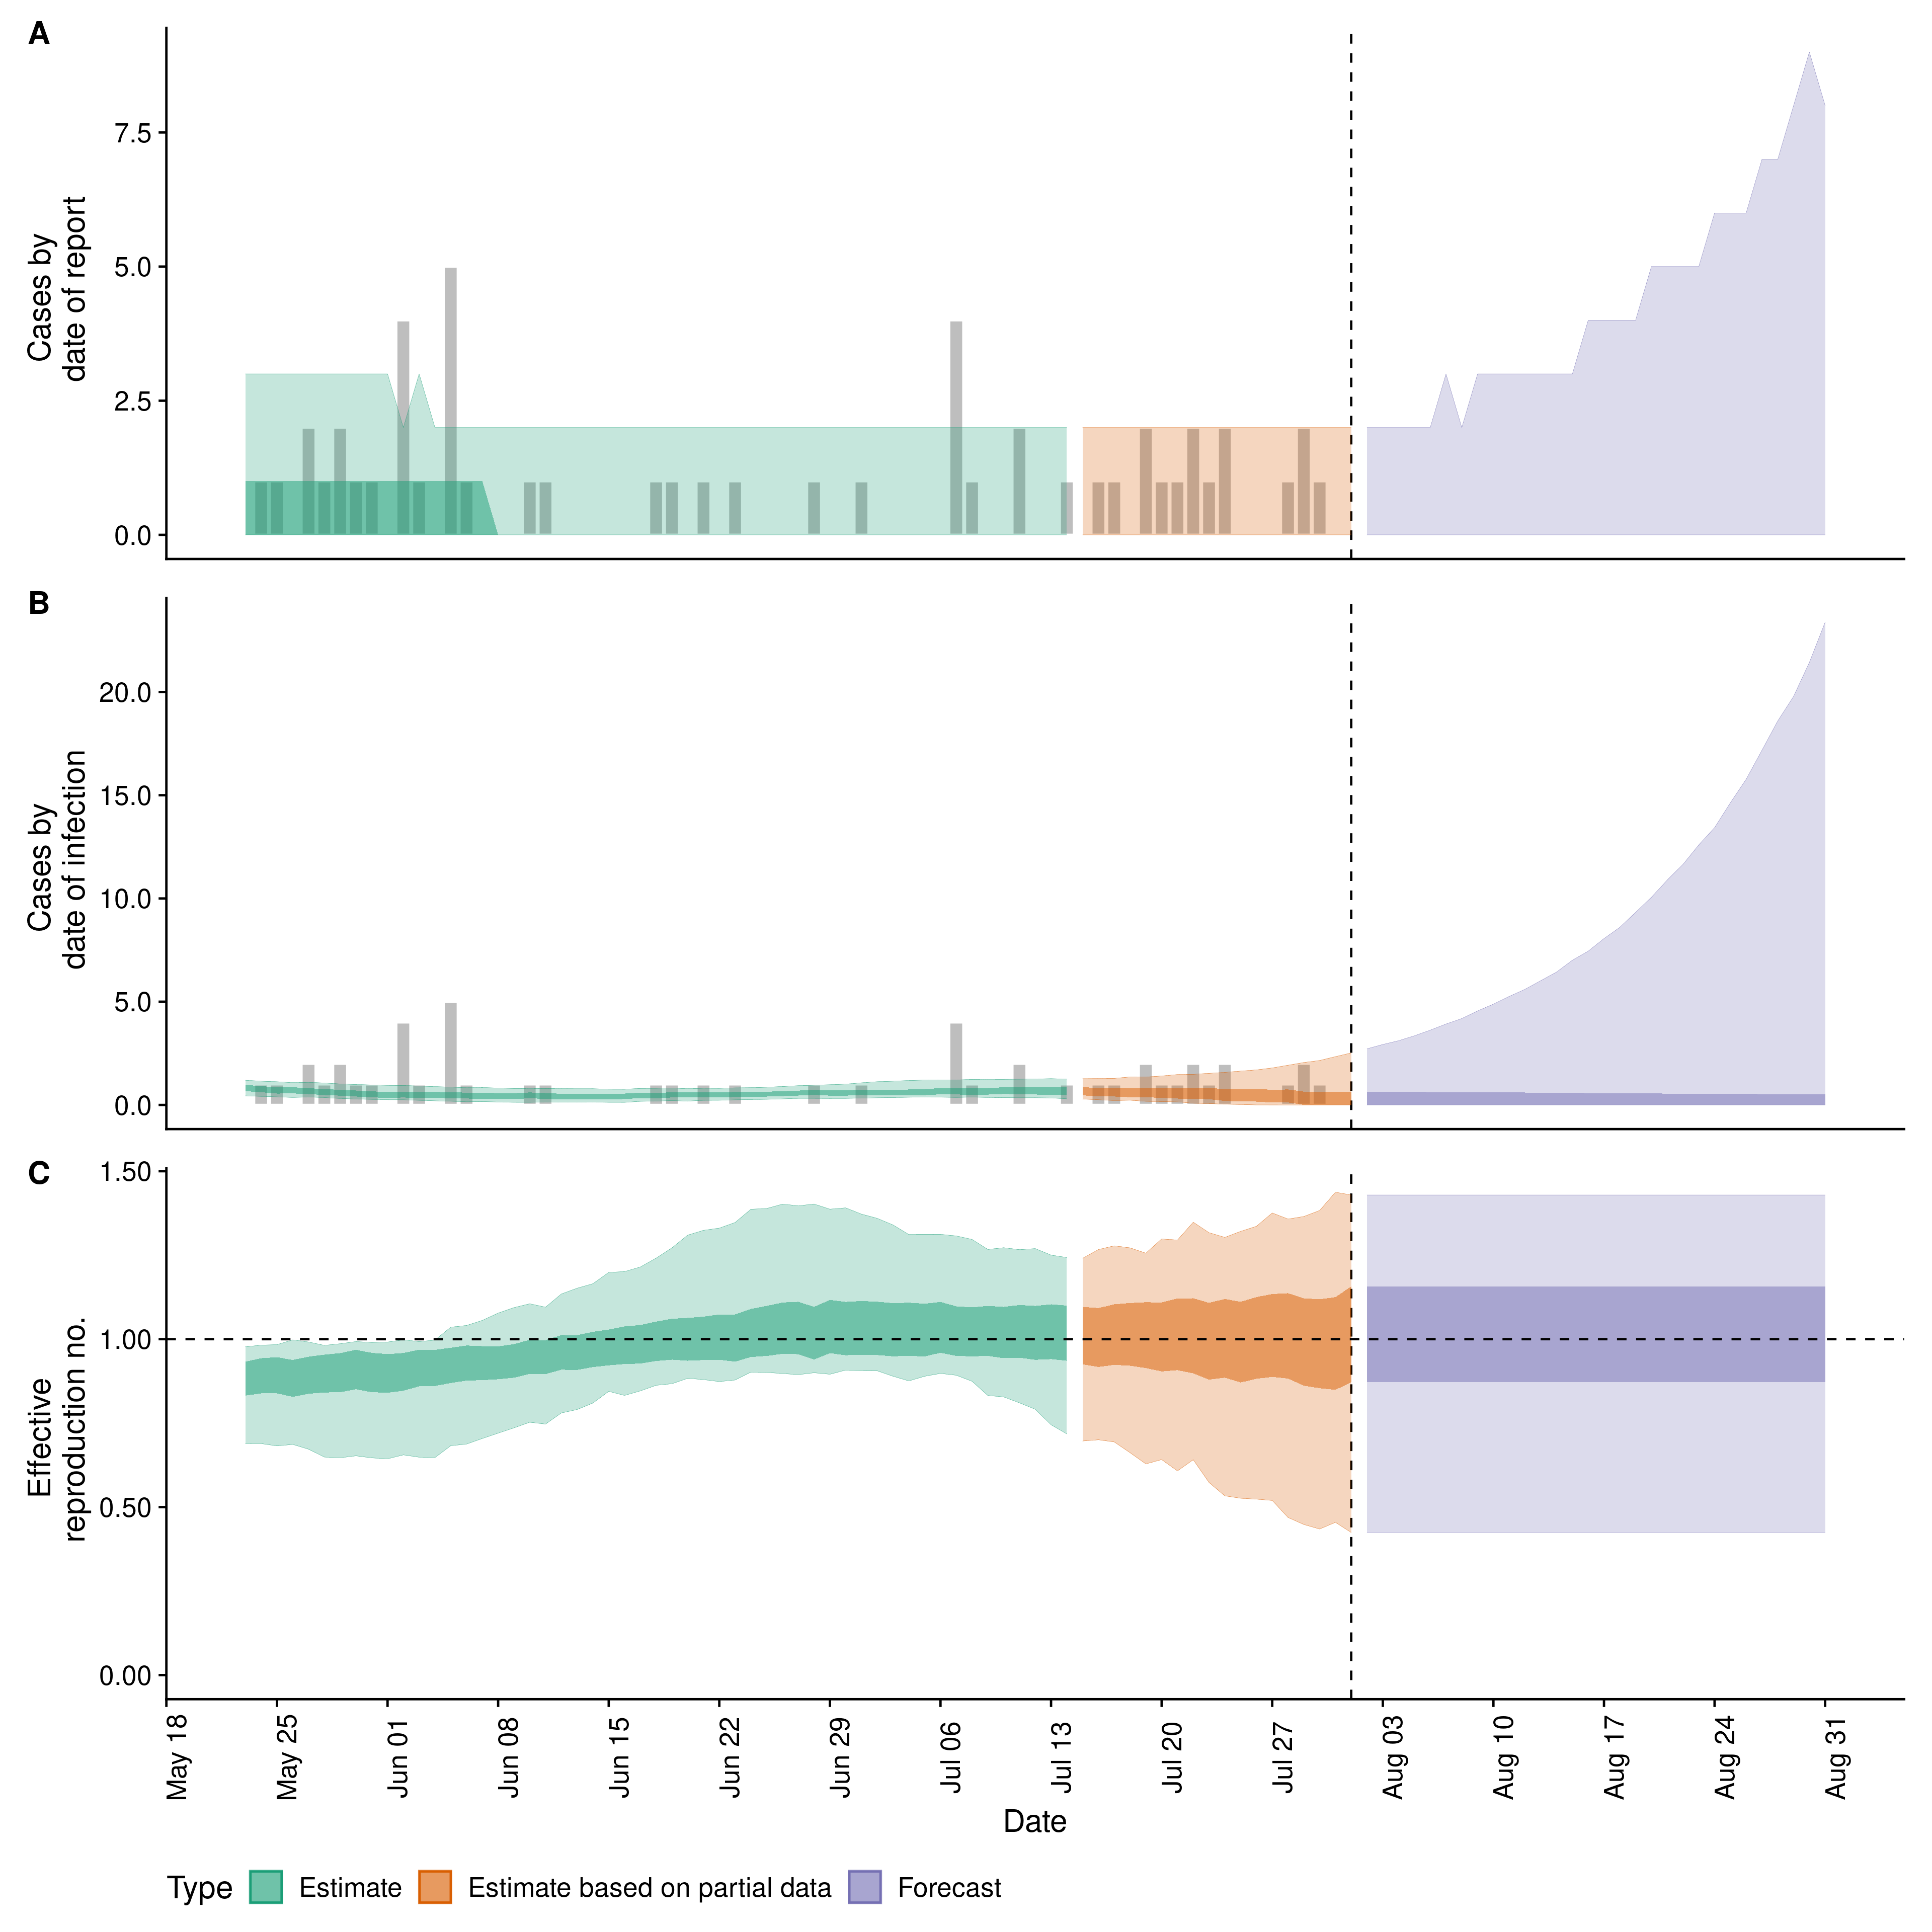 A
Cases by
date of report
7.5
5.0
2.5
0.0
B
Cases by
date of infection
20.0
15.0
10.0
5.0
0.0
C
Effective
reproduction no.
1.50
1.00
0.50
0.00
May 18
May 25
Jun 01
Jun 08
Jun 15
Jun 22
Jun 29
Jul 06
Jul 13
Jul 20
Jul 27
Aug 03
Aug 10
Aug 17
Aug 24
Aug 31
Date
Type Estimate Estimate based on partial data Forecast